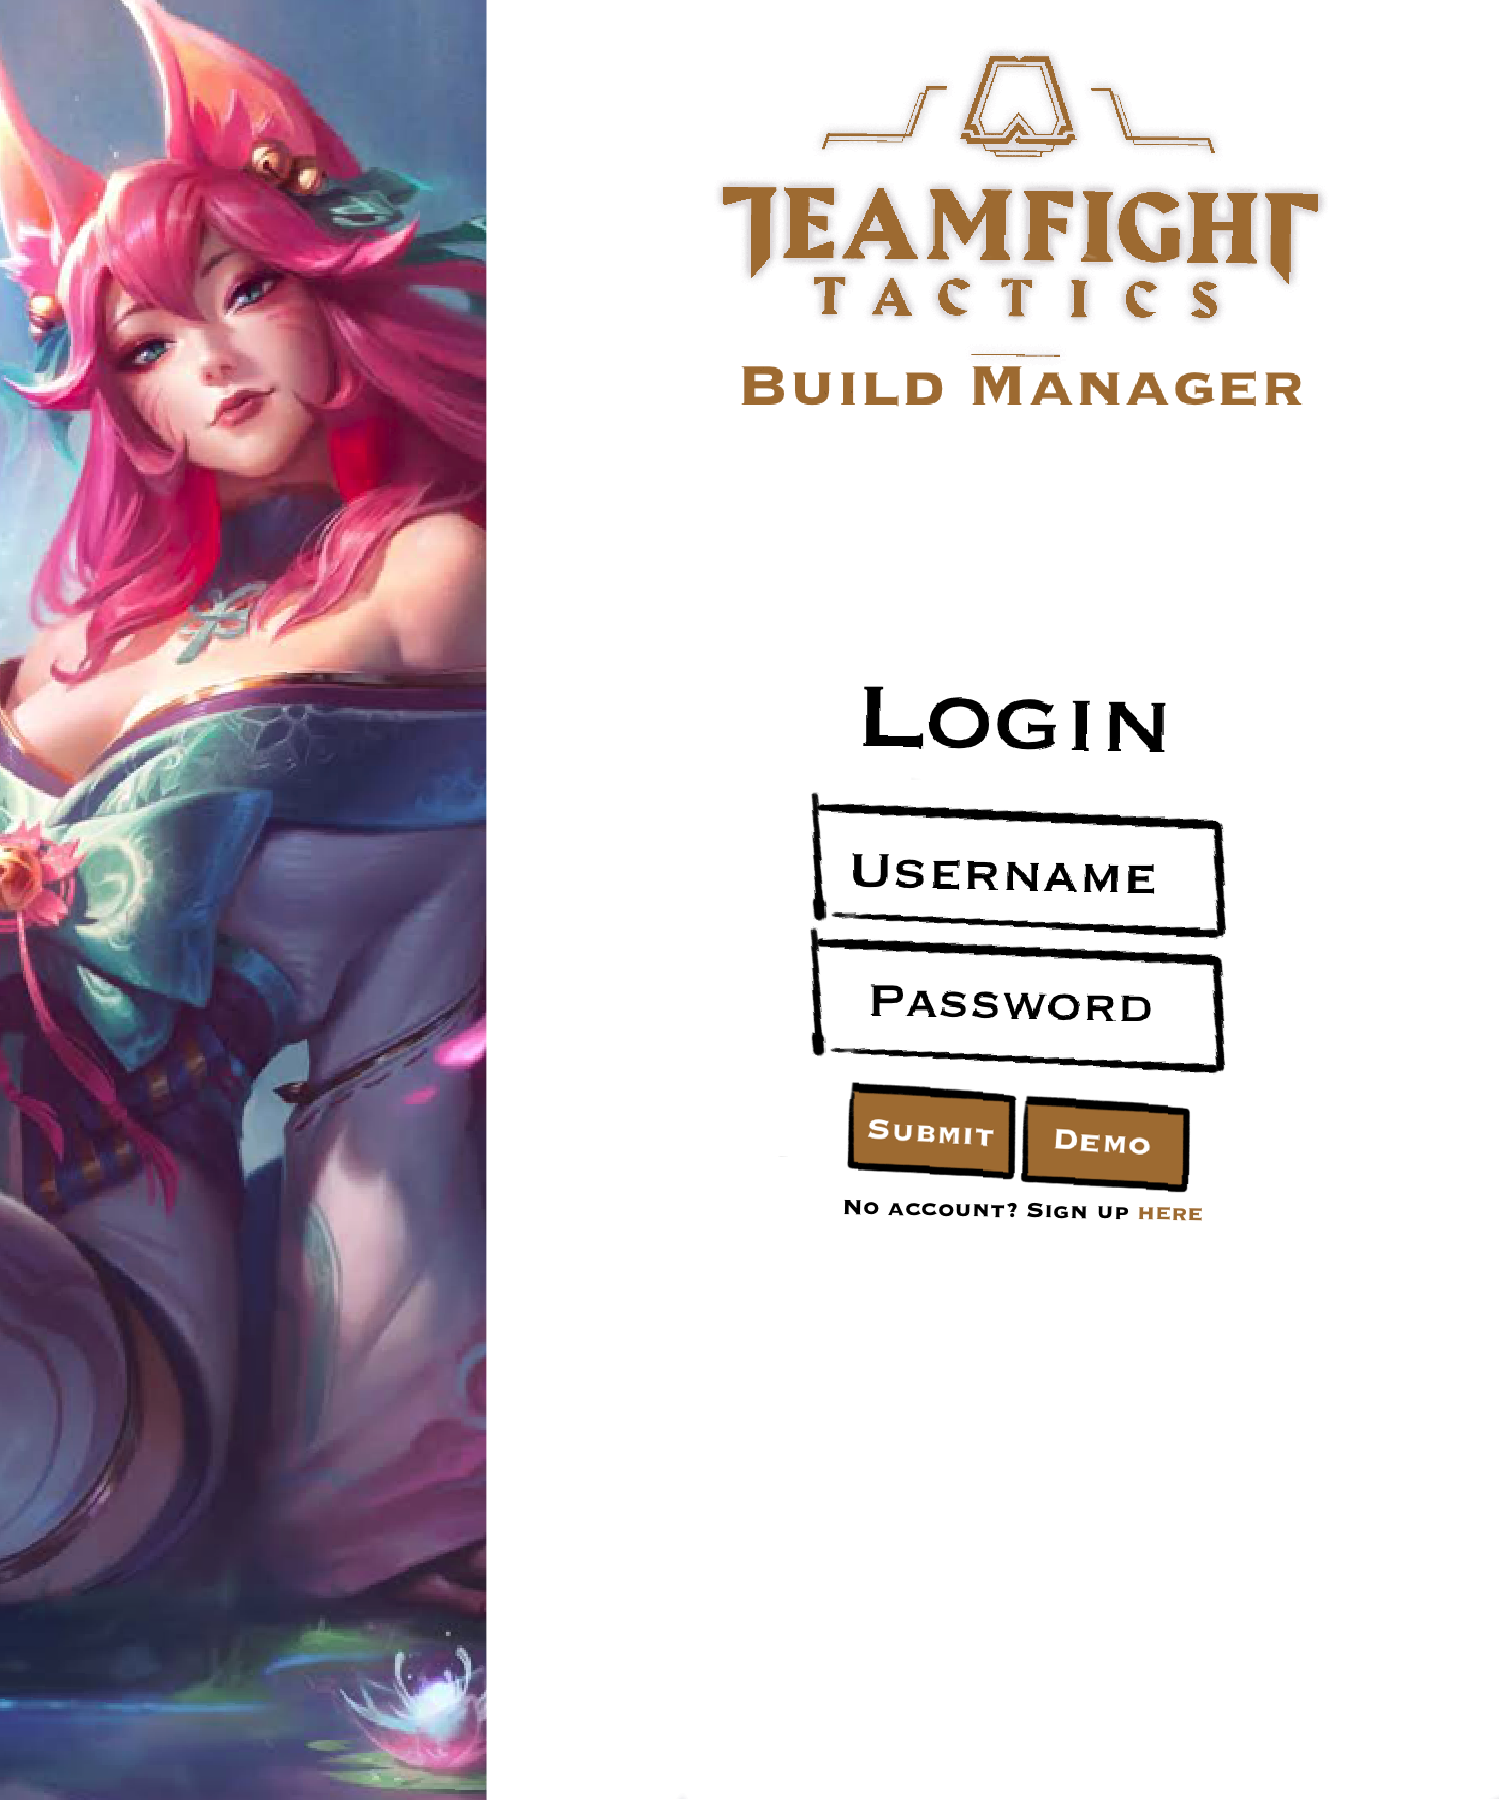 TEAMFIGHT
TACTICS
BUILD MANAGER
LOGIN
USERNAME
PASSWORD
SUBMIT DEMO
NO ACCOUNT? SIGN UP HERE